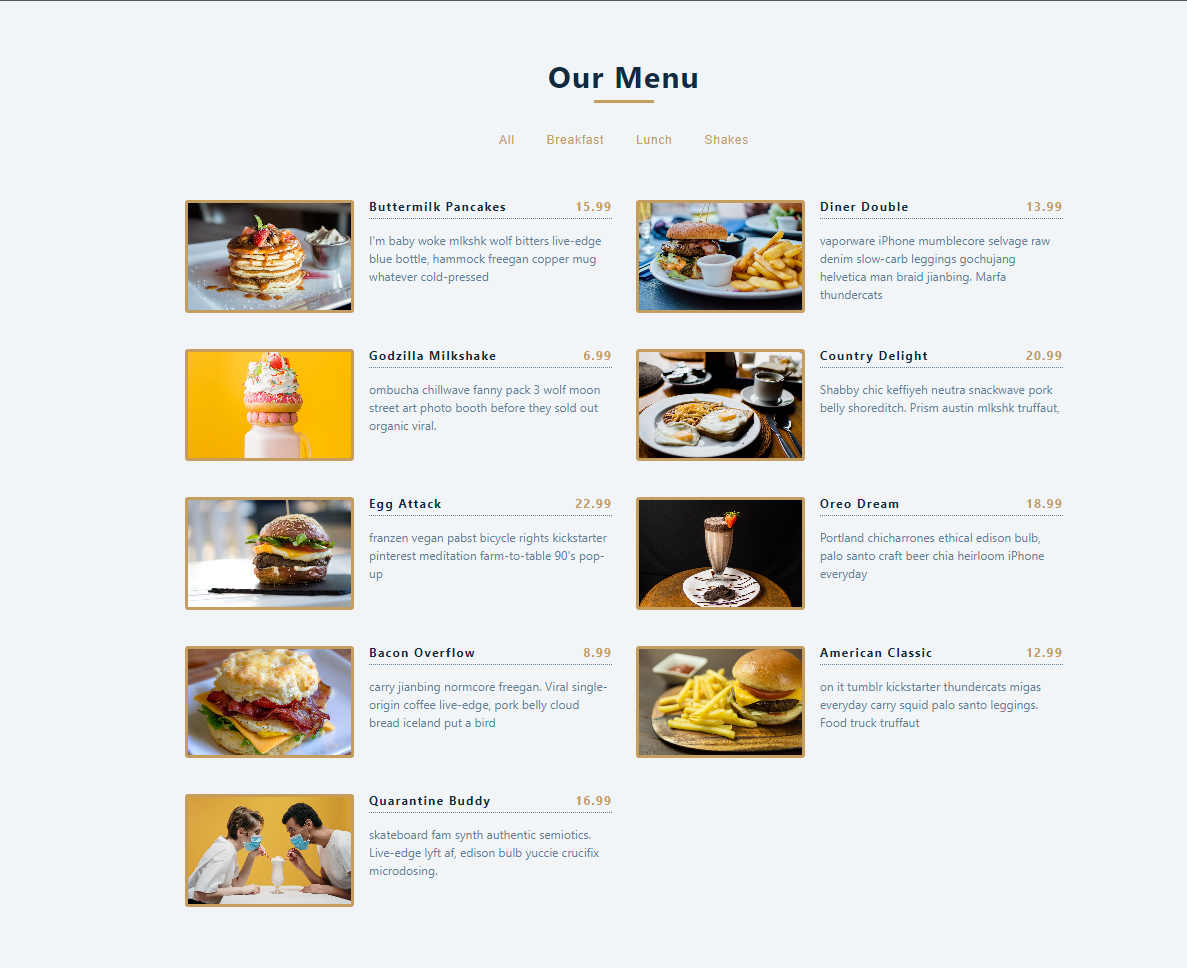 Our Menu
All Breakfast Lunch Shakes
Buttermilk Pancakes 15.99
I'm baby woke mlkshk wolf bitters live-edge
blue bottle, hammock freegan copper mug
whatever cold-pressed
Diner Double 13.99
vaporware iPhone mumblecore selvage raw
denim slow-carb leggings gochujang
helvetica man braid jianbing. Marfa
thundercats
Godzilla Milkshake 6.99
ombucha chillwave fanny pack 3 wolf moon
street art photo booth before they sold out
organic viral.
Country Delight 20.99
Shabby chic keffiyeh neutra snackwave pork
belly shoreditch. Prism austin mlkshk truffaut,
Egg Attack 22.99
franzen vegan pabst bicycle rights kickstarter
pinterest meditation farm-to-table 90's pop-
up
Oreo Dream 18.99
Portland chicharrones ethical edison bulb,
palo santo craft beer chia heirloom iPhone
everyday
Bacon Overflow 8.99
carry jianbing normcore freegan. Viral single-
origin coffee live-edge, pork belly cloud
bread iceland put a bird
American Classic 12.99
on it tumblr kickstarter thundercats migas
everyday carry squid palo santo leggings.
Food truck truffaut
Quarantine Buddy 16.99
skateboard fam synth authentic semiotics.
Live-edge lyft af, edison bulb yuccie crucifix
microdosing.